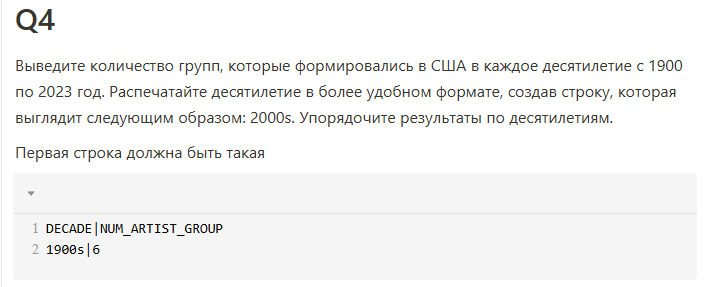 Q4
Выведите количество групп, которые формировались в США в каждое десятилетие с 1900
по 2023 год. Распечатайте десятилетие в более удобном формате, создав строку, которая
выглядит следующим образом: 2000s. Упорядочите результаты по десятилетиям.
Первая строка должна быть такая
1 DECADE|NUM_ARTIST_GROUP
2 1900s|6